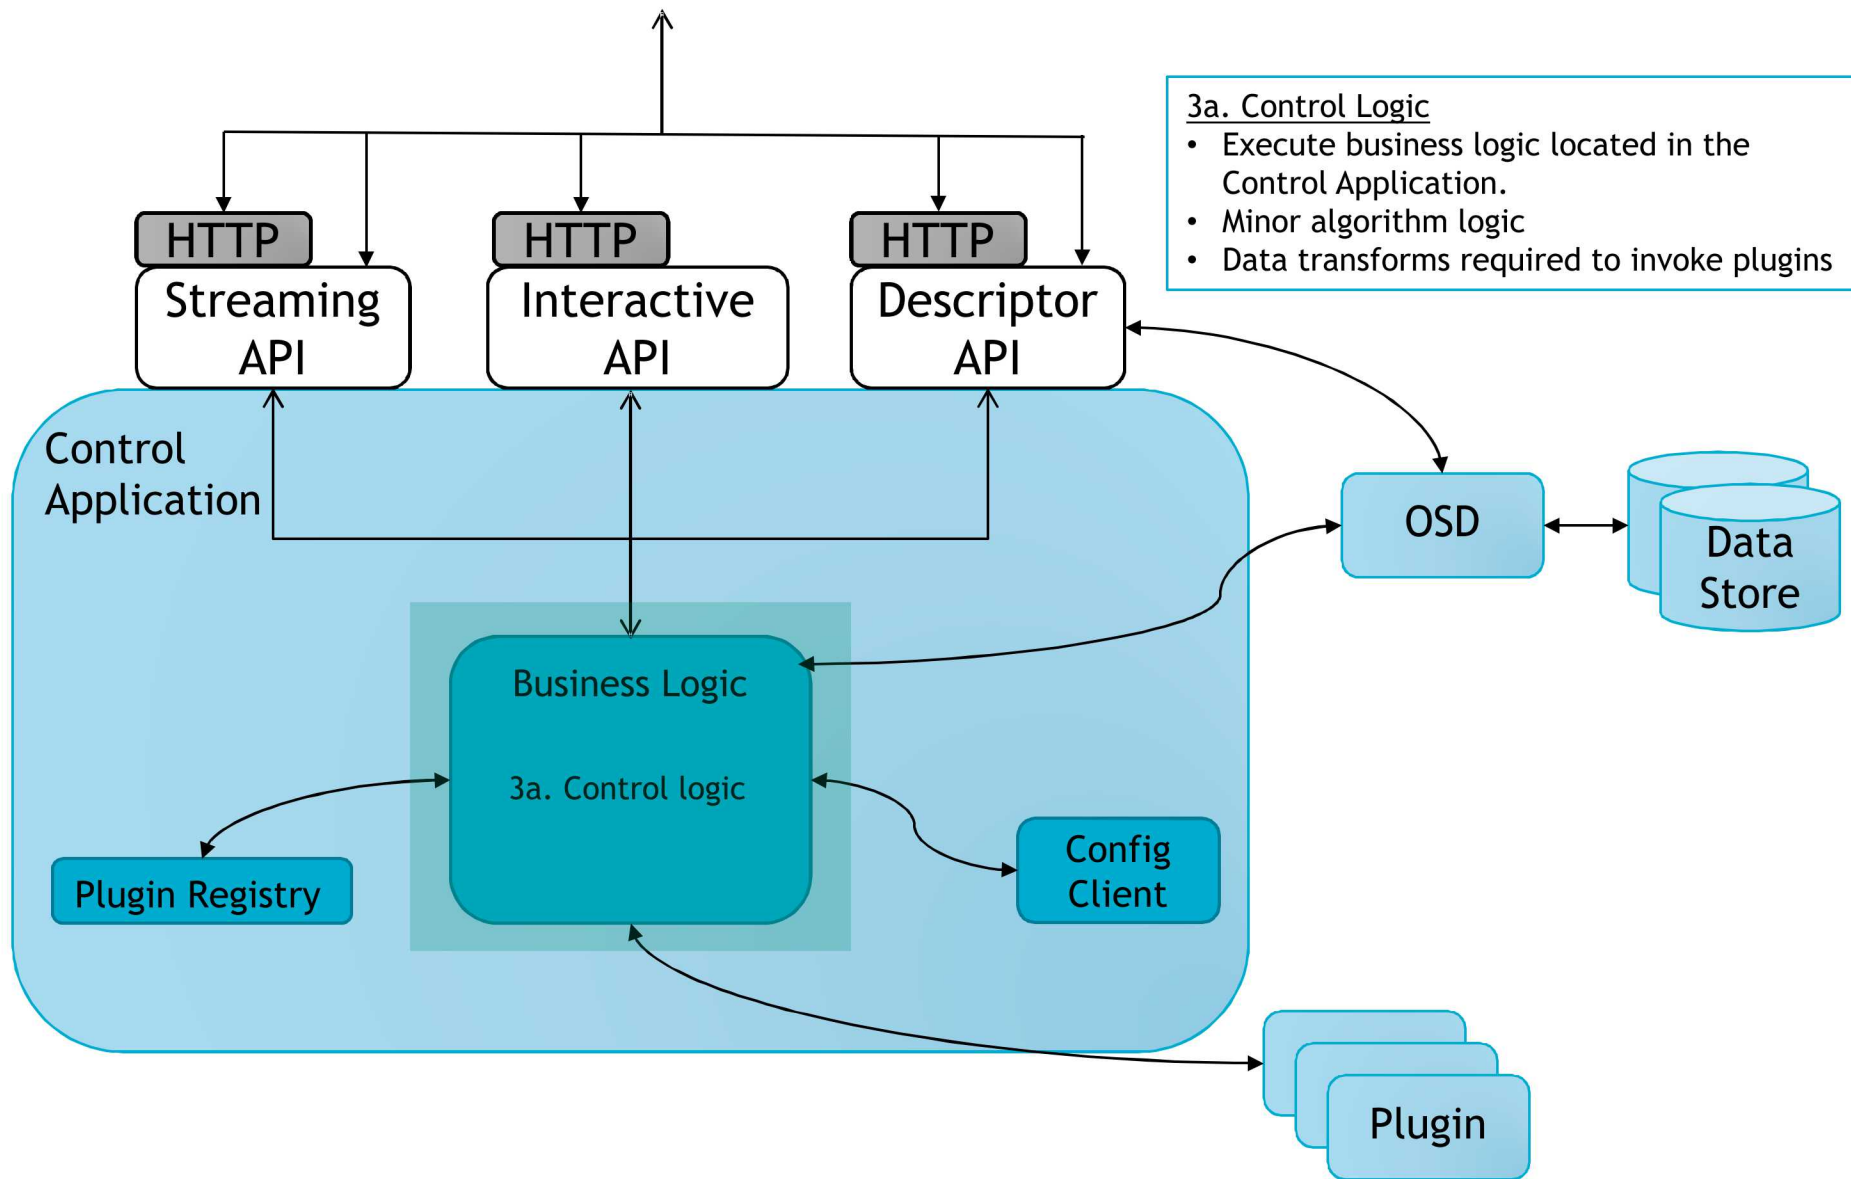 3a. Control Logic
• Execute business logic located in the
Control Application.
• Minor algorithm logic
• Data transforms required to invoke plugins
HTTP
HTTP
HTTP
Streaming
API
Interactive
API
Descriptor
API
Control
Application
OSD
Data
Store
Business Logic
3a. Control logic
Plugin Registry
Config
Client
Plugin